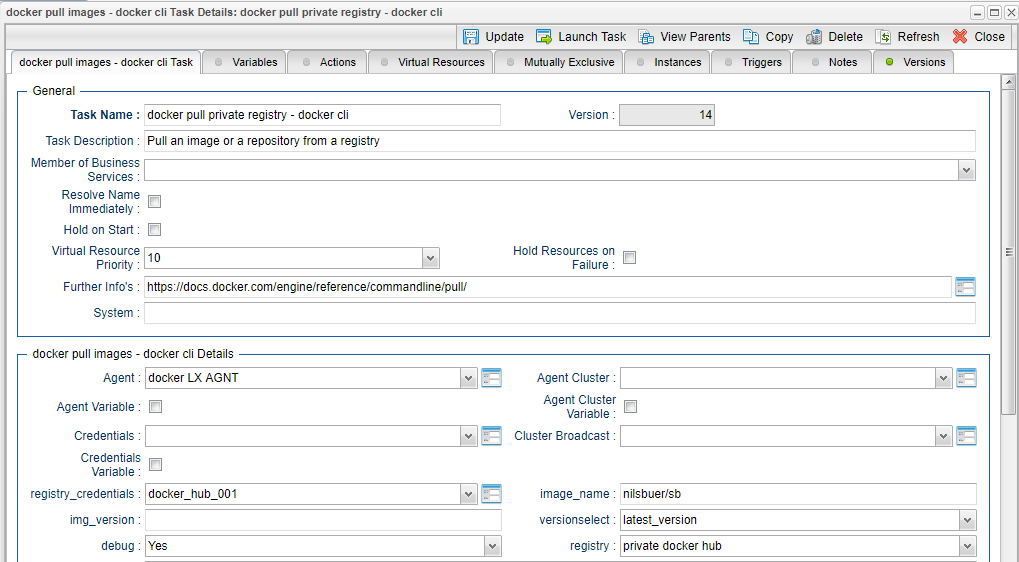 docker pull images - docker cli Task Details: docker pull private registry - docker cli
Update Launch Task View Parents Copy Delete Refresh Close
docker pull images - docker cli Task Variables Actions Virtual Resources Mutually Exclusive Instances Triggers Notes Versions
General
Task Name : docker pull private registry - docker cli Version : 14
Task Description : Pull an image or a repository from a registry
Member of Business
Services :
Resolve Name
Immediately :
Hold on Start :
Virtual Resource
Priority : 10
Hold Resources on
Failure :
Further Info's : https://docs.docker.com/engine/reference/commandline/pull/
System :
docker pull images - docker cli Details
Agent : docker LX AGNT Agent Cluster :
Agent Variable :
Agent Cluster
Variable :
Credentials : Cluster Broadcast :
Credentials
Variable :
registry_credentials : docker_hub_001 image_name : nilsbuer/sb
img_version : versionselect : latest_version
debug : Yes registry : private docker hub